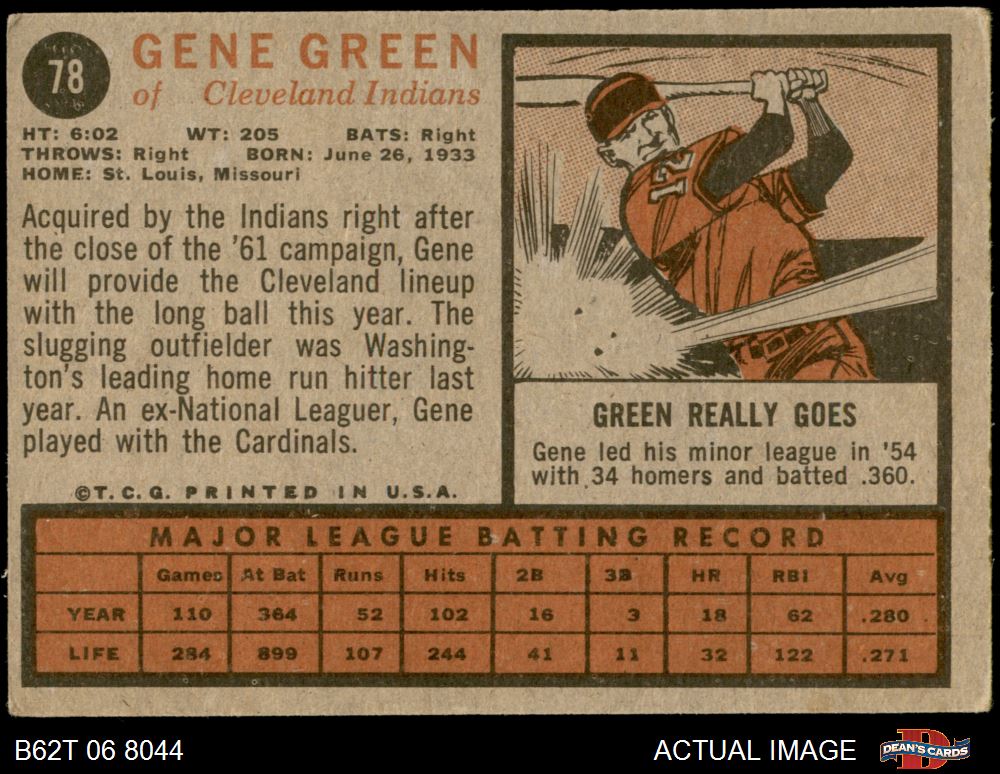 78
GENE GREEN
of Cleveland Indians
HT: 6:02 WT: 205 BATS: Right
THROWS: Right BORN: June 26, 1933
HOME: St. Louis, Missouri
Acquired by the Indians right after
the close of the '61 campaign, Gene
will provide the Cleveland lineup
with the long ball this year. The
slugging outfielder was Washing-
ton's leading home run hitter last
year. An ex-National Leaguer, Gene
played with the Cardinals.
©T.C.G. PRINTED IN U.S.A.
12
GREEN REALLY GOES
Gene led his minor league in '54
with 34 homers and batted .360.
MAJOR LEAGUE BATTING RECORD
Games At Bat Runs Hits 2B 3B HR RBI Avg
YEAR 110 364 52 102 16 3 18 62 .280
LIFE 284 899 107 244 41 11 32 122 .271
B62T 06 8044 ACTUAL IMAGE DEAN'S CARDS